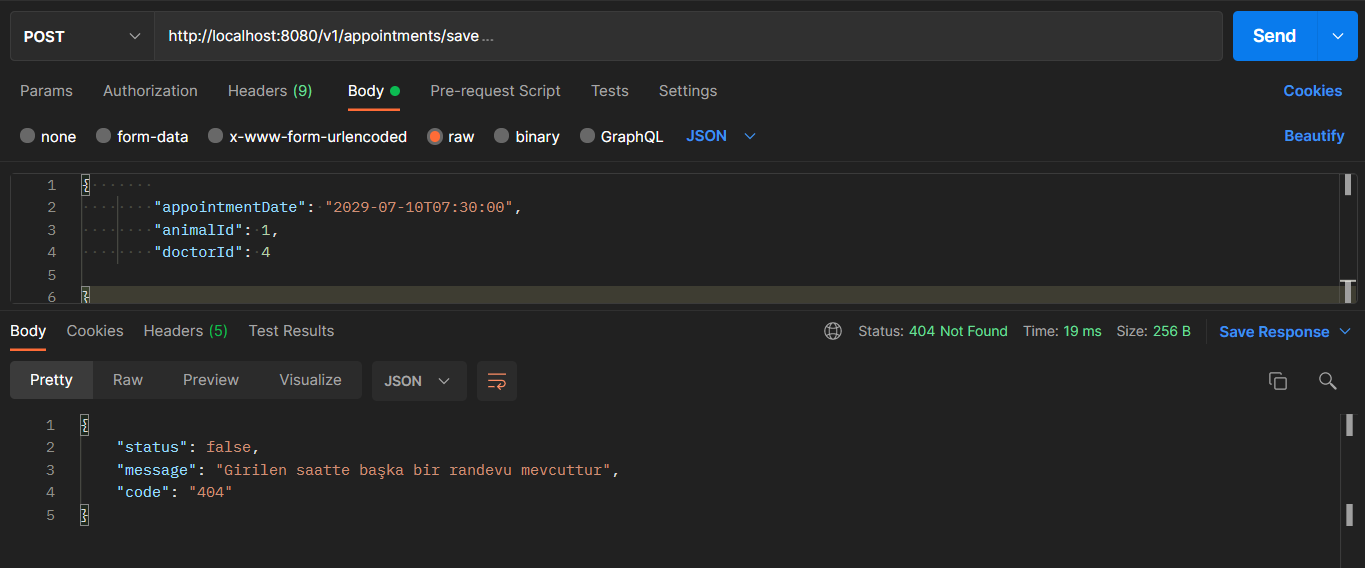 POST http://localhost:8080/v1/appointments/save ... Send
Params Authorization Headers (9) Body Pre-request Script Tests Settings Cookies
none form-data x-www-form-urlencoded raw binary GraphQL JSON Beautify
1 {
2 "appointmentDate": "2029-07-10T07:30:00",
3 "animalId": 1,
4 "doctorId": 4
5
6 }
Body Cookies Headers (5) Test Results Status: 404 Not Found Time: 19 ms Size: 256 B Save Response
Pretty Raw Preview Visualize JSON
1 {
2 "status": false,
3 "message": "Girilen saatte başka bir randevu mevcuttur",
4 "code": "404"
5 }